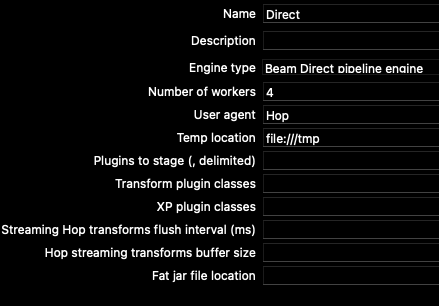 Name Direct
Description
Engine type Beam Direct pipeline engine
Number of workers 4
User agent Hop
Temp location file:///tmp
Plugins to stage (, delimited)
Transform plugin classes
XP plugin classes
Streaming Hop transforms flush interval (ms)
Hop streaming transforms buffer size
Fat jar file location